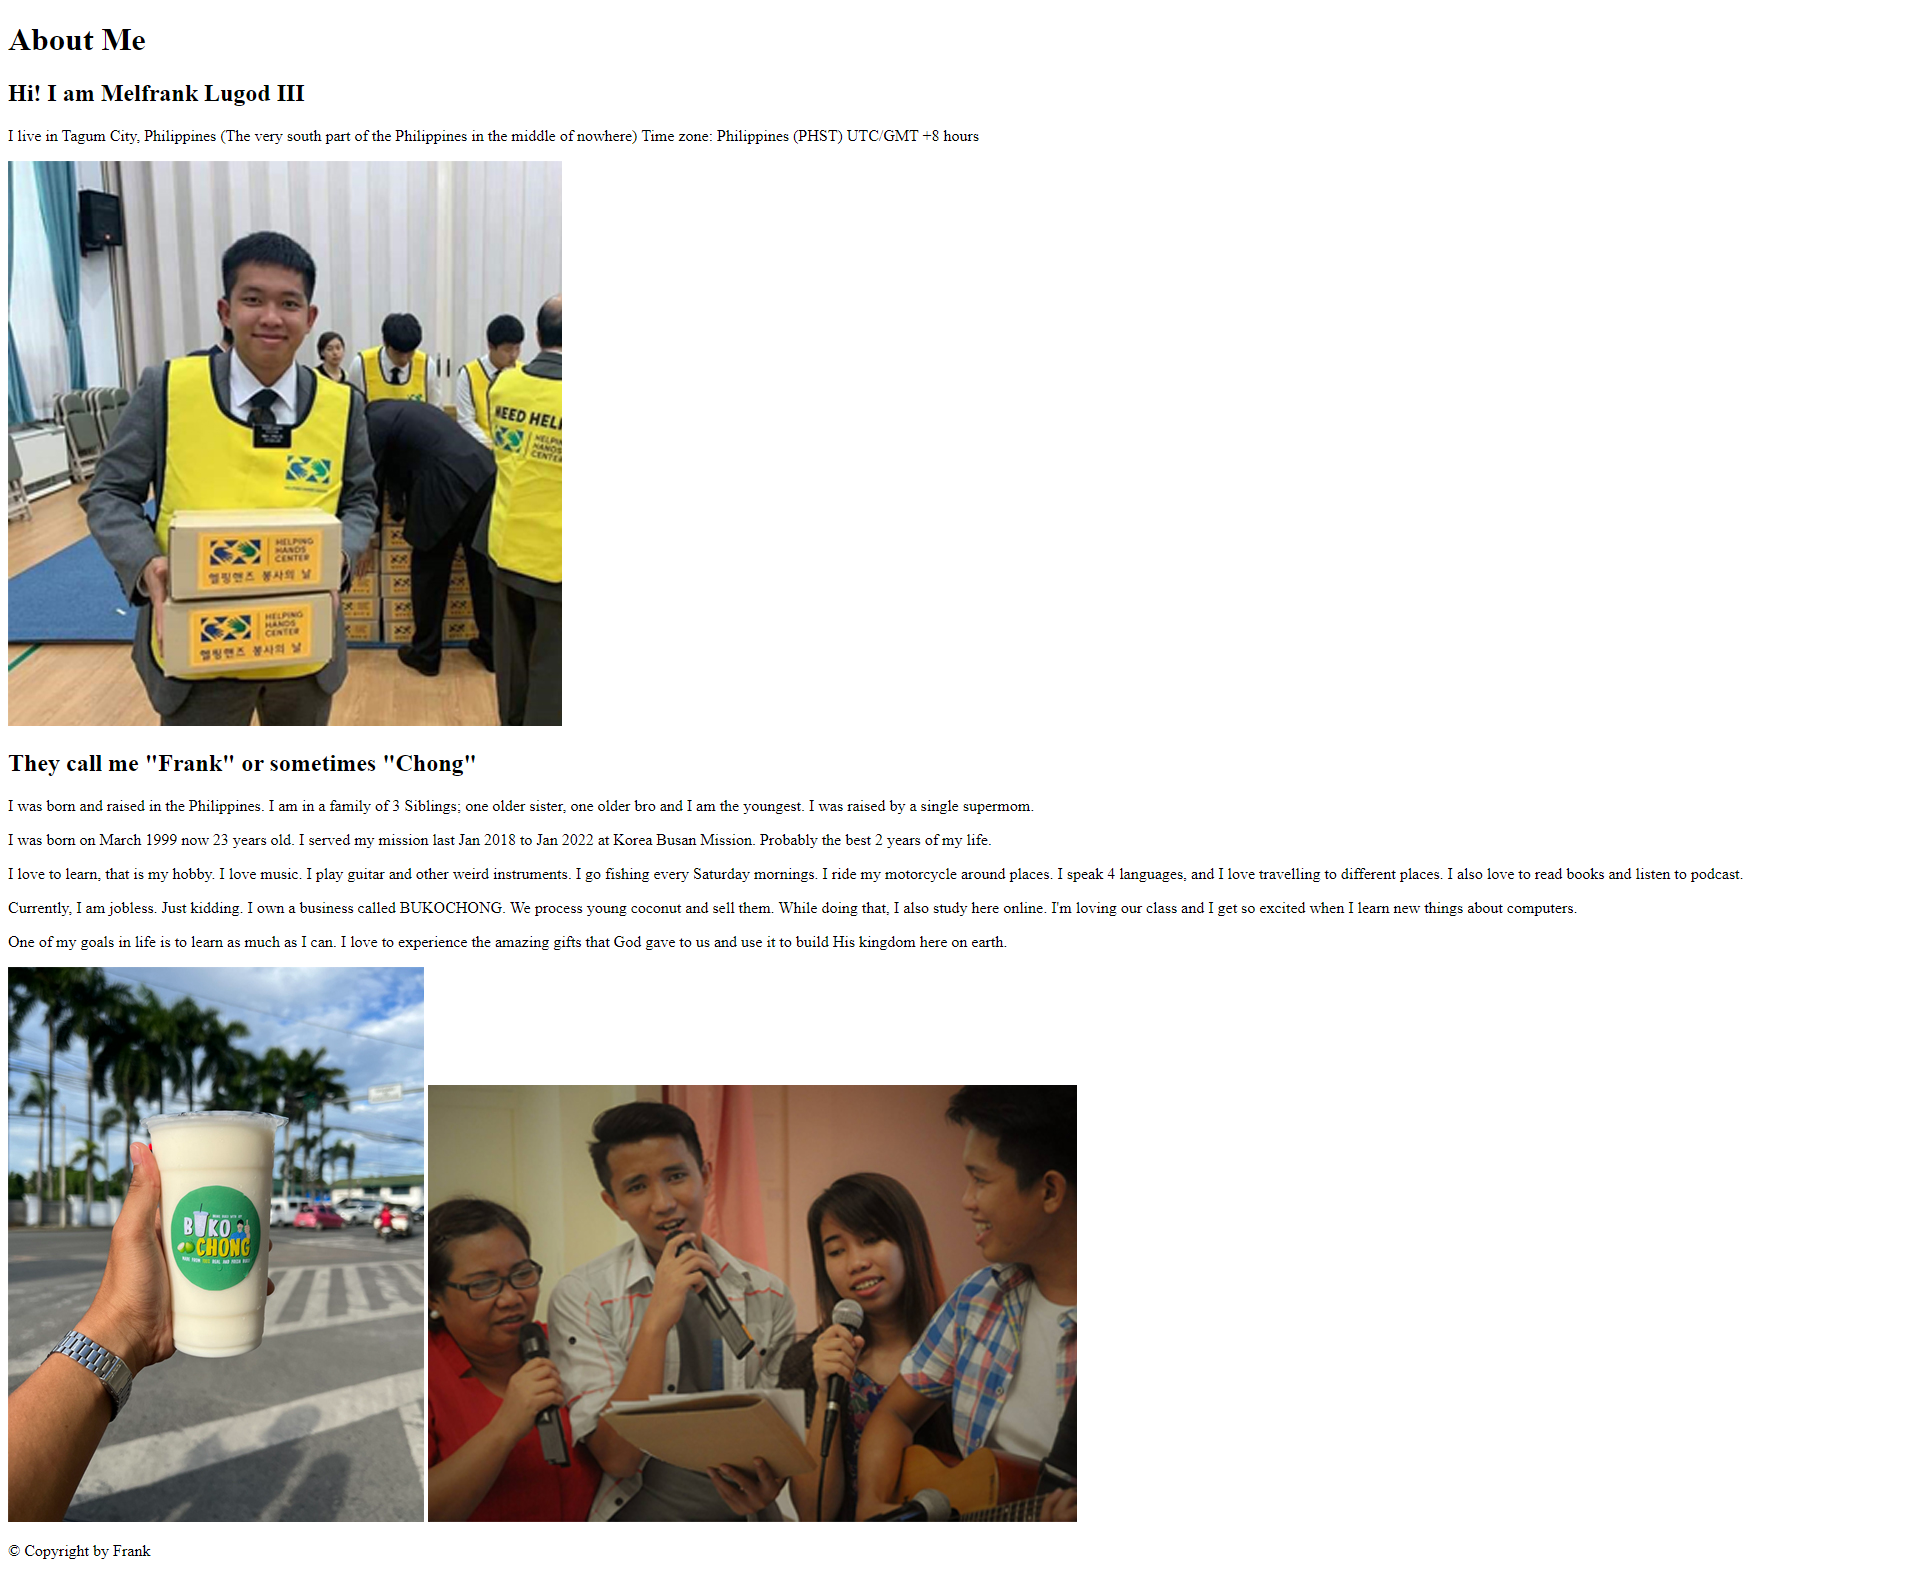 About Me
Hi! I am Melfrank Lugod III
I live in Tagum City, Philippines (The very south part of the Philippines in the middle of nowhere) Time zone: Philippines (PHST) UTC/GMT +8 hours
NEED HEL
HELPIN
HANDS
CENTE
HELPING
HANDS
CENTER
헬핑핸즈 봉사의 날
HELPING
HANDS
CENTER
헬핑핸즈 봉사의 날
They call me "Frank" or sometimes "Chong"
I was born and raised in the Philippines. I am in a family of 3 Siblings; one older sister, one older bro and I am the youngest. I was raised by a single supermom.
I was born on March 1999 now 23 years old. I served my mission last Jan 2018 to Jan 2022 at Korea Busan Mission. Probably the best 2 years of my life.
I love to learn, that is my hobby. I love music. I play guitar and other weird instruments. I go fishing every Saturday mornings. I ride my motorcycle around places. I speak 4 languages, and I love travelling to different places. I also love to read books and listen to podcast.
Currently, I am jobless. Just kidding. I own a business called BUKOCHONG. We process young coconut and sell them. While doing that, I also study here online. I'm loving our class and I get so excited when I learn new things about computers.
One of my goals in life is to learn as much as I can. I love to experience the amazing gifts that God gave to us and use it to build His kingdom here on earth.
BUKO
CHONG
© Copyright by Frank